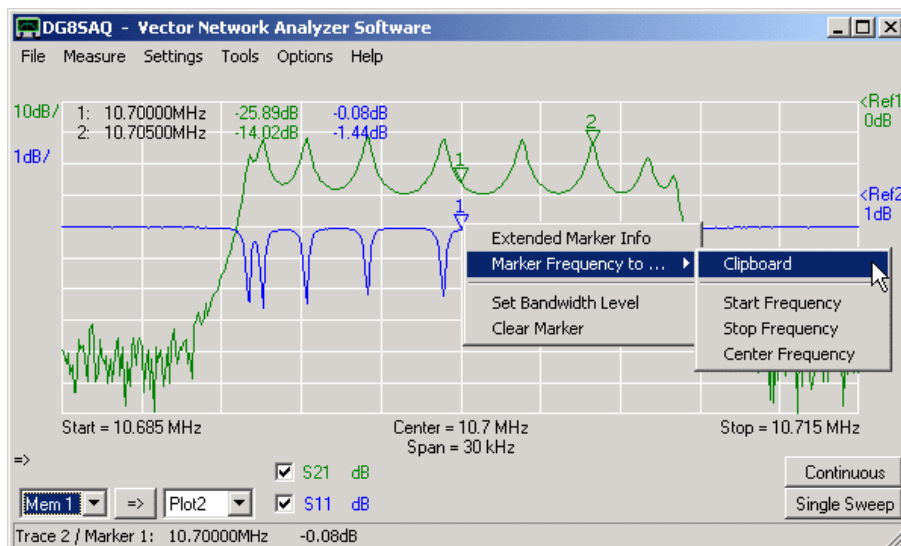 DG8SAQ - Vector Network Analyzer Software
File Measure Settings Tools Options Help
10dB/ 1: 10.70000MHz -25.89dB -0.08dB <Ref1
2: 10.70500MHz -14.02dB -1.44dB 0dB
2
1dB/
1
<Ref2
1 1dB
Extended Marker Info
Marker Frequency to ... Clipboard
Set Bandwidth Level Start Frequency
Clear Marker Stop Frequency
Center Frequency
Start = 10.685 MHz Center = 10.7 MHz Stop = 10.715 MHz
Span = 30 kHz
=>
S21 dB Continuous
Mem 1 => Plot2 S11 dB Single Sweep
Trace 2 / Marker 1: 10.70000MHz -0.08dB